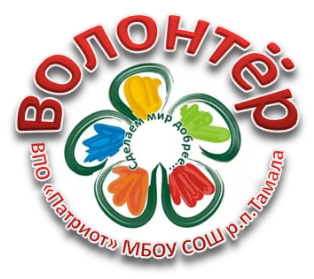 Волонтёр
Сделаем мир добрее...
ВПО «Патриот» МБОУ СОШ р.п.Тамала